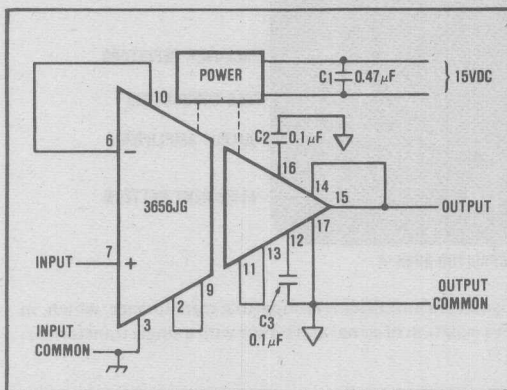 POWER
C1
0.47μF
15VDC
10
C2
0.1μF
6
16
14
15
3656JG
OUTPUT
17
12
13
11
INPUT
7
9
2
3
C3
0.1μF
OUTPUT
COMMON
INPUT
COMMON